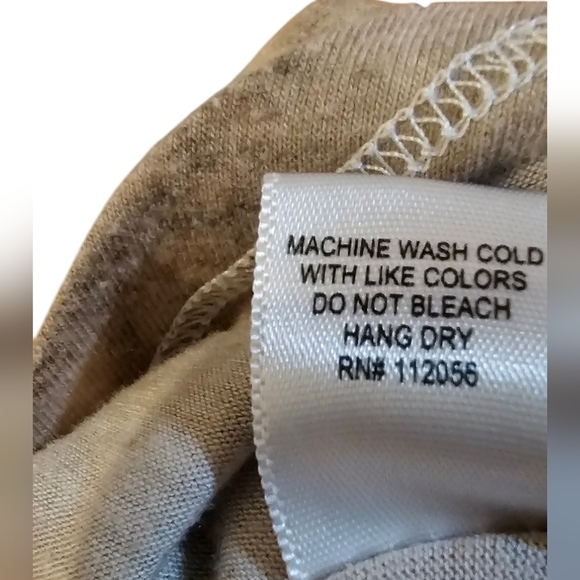 MACHINE WASH COLD
WITH LIKE COLORS
DO NOT BLEACH
HANG DRY
RN# 112056